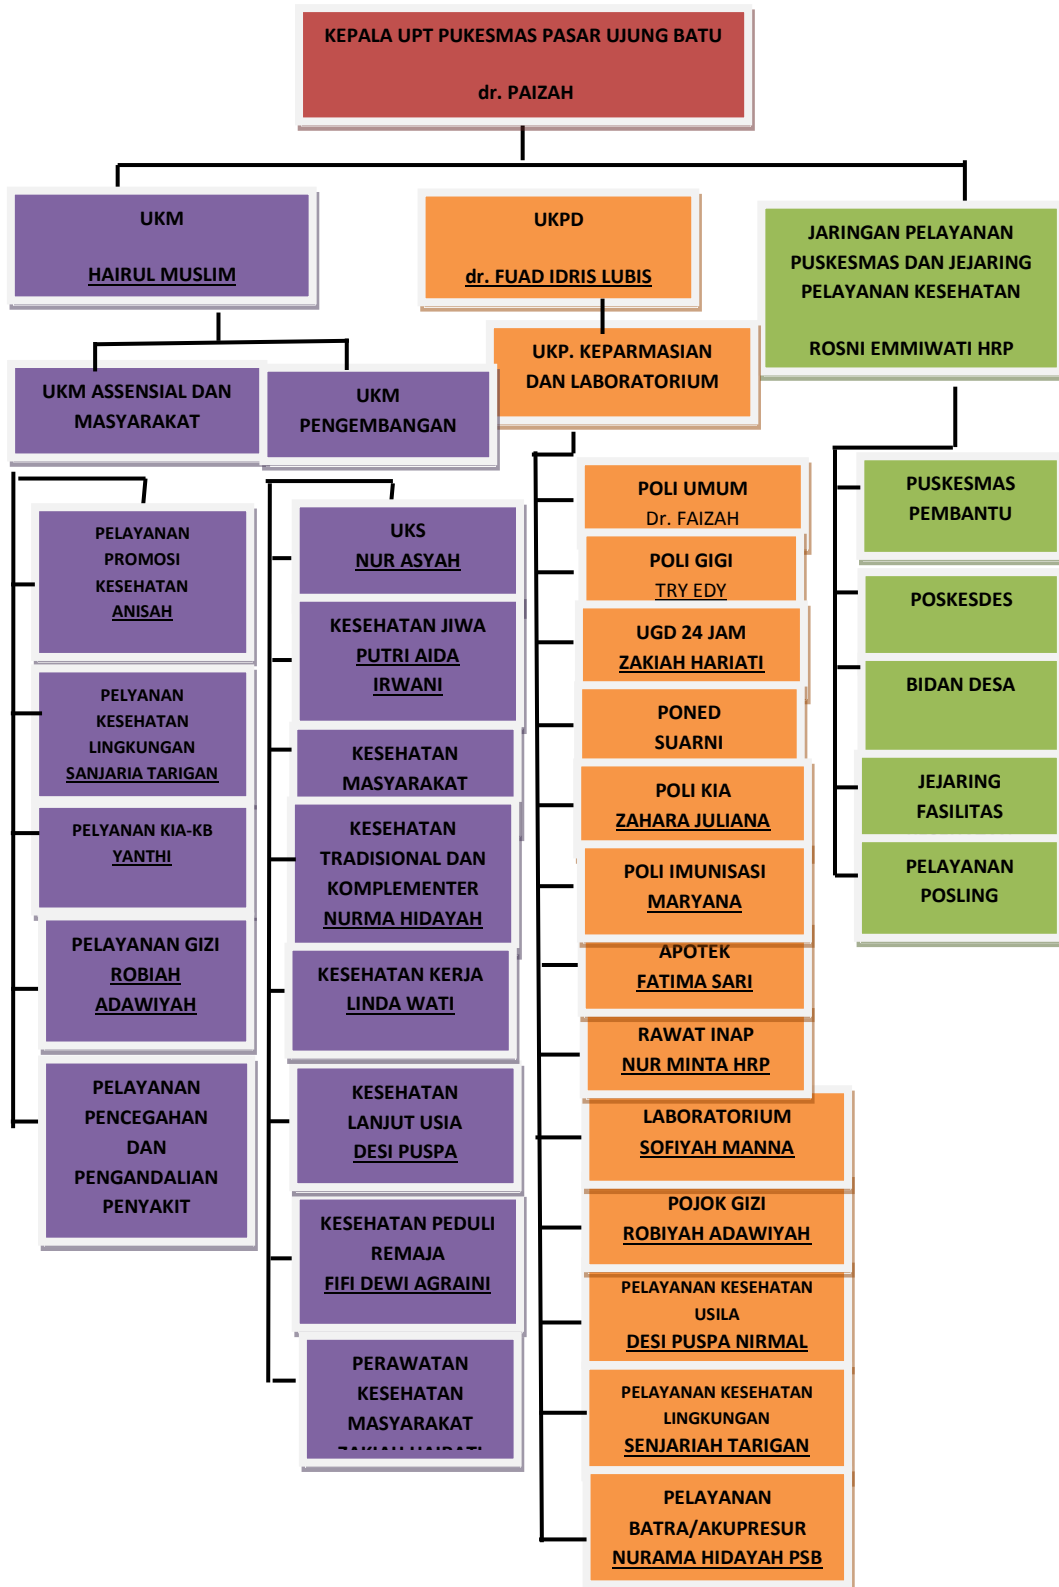 KEPALA UPT PUKESMAS PASAR UJUNG BATU
dr. PAIZAH
UKM
HAIRUL MUSLIM
UKPD
dr. FUAD IDRIS LUBIS
JARINGAN PELAYANAN
PUSKESMAS DAN JEJARING
PELAYANAN KESEHATAN
ROSNI EMMIWATI HRP
UKM ASSENSIAL DAN
MASYARAKAT
UKM
PENGEMBANGAN
UKP. KEPARMASIAN
DAN LABORATORIUM
PELAYANAN
PROMOSI
KESEHATAN
ANISAH
PELYANAN
KESEHATAN
LINGKUNGAN
SANJARIA TARIGAN
PELYANAN KIA-KB
YANTHI
PELAYANAN GIZI
ROBIAH
ADAWIYAH
PELAYANAN
PENCEGAHAN
DAN
PENGANDALIAN
PENYAKIT
UKS
NUR ASYAH
KESEHATAN JIWA
PUTRI AIDA
IRWANI
KESEHATAN
MASYARAKAT
KESEHATAN
TRADISIONAL DAN
KOMPLEMENTER
NURMA HIDAYAH
KESEHATAN KERJA
LINDA WATI
KESEHATAN
LANJUT USIA
DESI PUSPA
KESEHATAN PEDULI
REMAJA
FIFI DEWI AGRAINI
PERAWATAN
KESEHATAN
MASYARAKAT
POLI UMUM
Dr. FAIZAH
POLI GIGI
TRY EDY
UGD 24 JAM
ZAKIAH HARIATI
PONED
SUARNI
POLI KIA
ZAHARA JULIANA
POLI IMUNISASI
MARYANA
APOTEK
FATIMA SARI
RAWAT INAP
NUR MINTA HRP
LABORATORIUM
SOFIYAH MANNA
POJOK GIZI
ROBIYAH ADAWIYAH
PELAYANAN KESEHATAN
USILA
DESI PUSPA NIRMAL
PELAYANAN KESEHATAN
LINGKUNGAN
SENJARIAH TARIGAN
PELAYANAN
BATRA/AKUPRESUR
NURAMA HIDAYAH PSB
PUSKESMAS
PEMBANTU
POSKESDES
BIDAN DESA
JEJARING
FASILITAS
PELAYANAN
POSLING